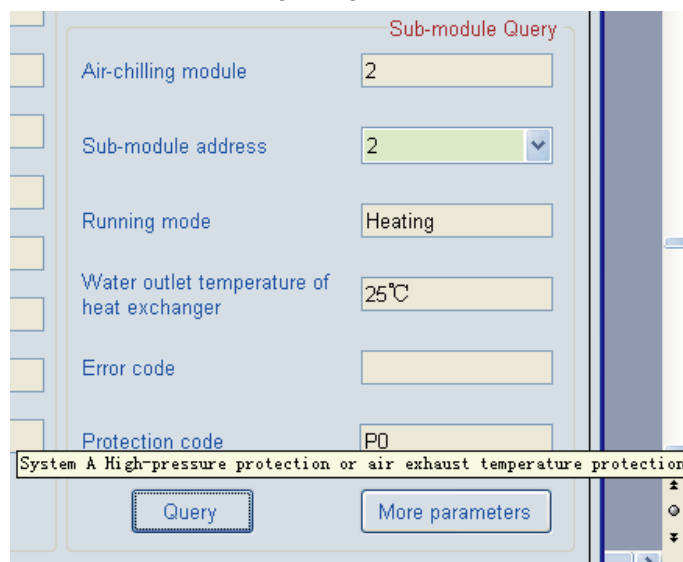 Sub-module Query
Air-chilling module 2
Sub-module address 2
Running mode Heating
Water outlet temperature of
heat exchanger 25℃
Error code
Protection code P0
System A High-pressure protection or air exhaust temperature protection
Query More parameters